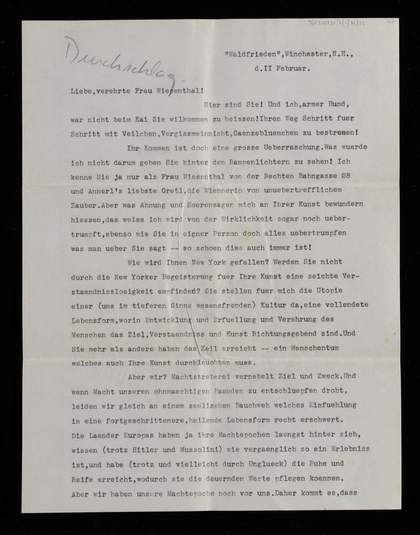 Durchschlag
"Waldfrieden",Winchester,N.H.,
d.II Februar.
Liebe,verehrte Frau Wiesenthal!
Hier sind Sie! Und ich,armer Hund,
war nicht beim Kai Sie wilkommen zu heissen!Ihren Weg Schritt fuer
Schritt mit Veilchen,Vergissmeinnicht,Gaensebluemchen zu bestreuen!
Ihr Kommen ist doch eine grosse Ueberraschung.Was wuerde
ich nicht darum geben Sie hinter den Rampenlichtern zu sehen! Ich
kenne Sie ja nur als Frau Wiesenthal von der Rechten Bahngasse 28
und Annerl's liebste Gretl,die Wienerin von unuebertrefflichem
Zauber.Aber was Ahnung und Hoerensagen mich an Ihrer Kunst bewundern
hiessen,das weiss ich wird von der Wirklichkeit sogar noch ueber-
trumpft,ebenso wie Sie in eigner Person doch alles uebertrumpfen
was man ueber Sie sagt -- so schoen dies auch immer ist!
Wie wird Ihnen New York gefallen? Werden Sie nicht
durch die New Yorker Begeisterung fuer Ihre Kunst eine seichte Ver-
staendnisslosigkeit empfinden? Sie stellen fuer mich die Utopie
einer (uns im tieferen Sinne wesensfremden) Kultur da,eine vollendete
Lebensform,worin Entwicklung und Erfuellung und Verehrung des
Menschen das Ziel,Verstaendniss und Kunst Richtungsgebend sind.Und
Sie mehr als andere haben das Zeil erreicht -- ein Menschentum
welches auch Ihre Kunst durchleuchten muss.
Aber wir? Machtstreberei vernebelt Ziel und Zweck.Und
wenn Macht unseren ohnmaechtigen Haenden zu entschluepfen droht,
leiden wir gleich an einem seelischen Bauchweh welches Einfuehlung
in eine fortgeschrittenere,heilende Lebensform recht erschwert.
Die Laender Europas haben ja ihre Machtepochen laengst hinter sich,
wissen (trotz Hitler und Mussolini) wie vergaenglich so ein Erlebniss
ist,und habe (trotz und vielleicht durch Unglueck) die Ruhe und
Reife erreicht,wodurch sie die dauernden Werte pflegen koennen.
Aber wir haben unsere Machtepoche noch vor uns.Daher kommt es,dass